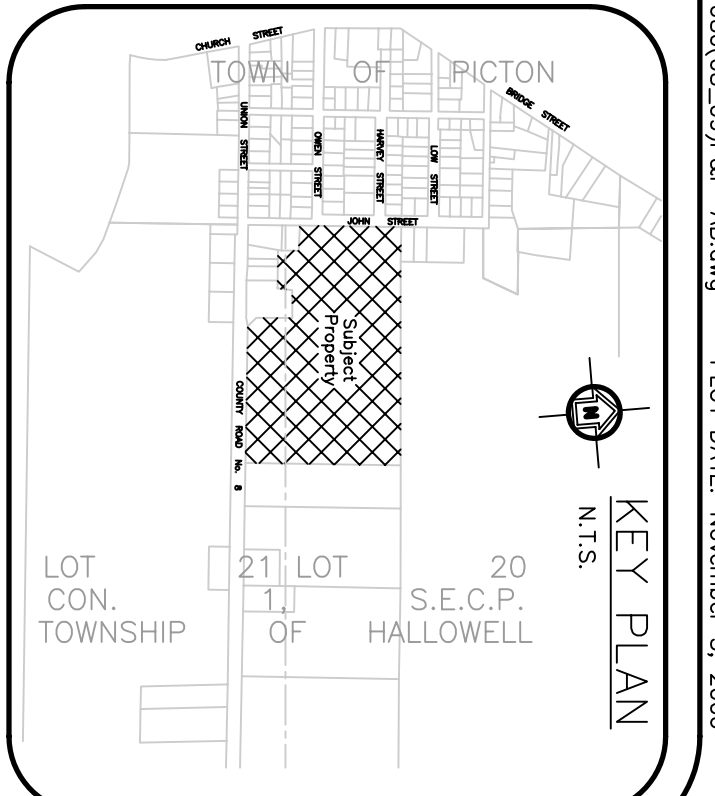 CHURCH STREET
TOWN OF PICTON
BRIDGE STREET
UNION STREET
OWEN STREET
HARVEY STREET
LOW STREET
JOHN STREET
Subject
Property
COUNTY ROAD No. 8
N
KEY PLAN
N.T.S.
LOT 21 LOT 20
CON. 1, S.E.C.P.
TOWNSHIP OF HALLOWELL